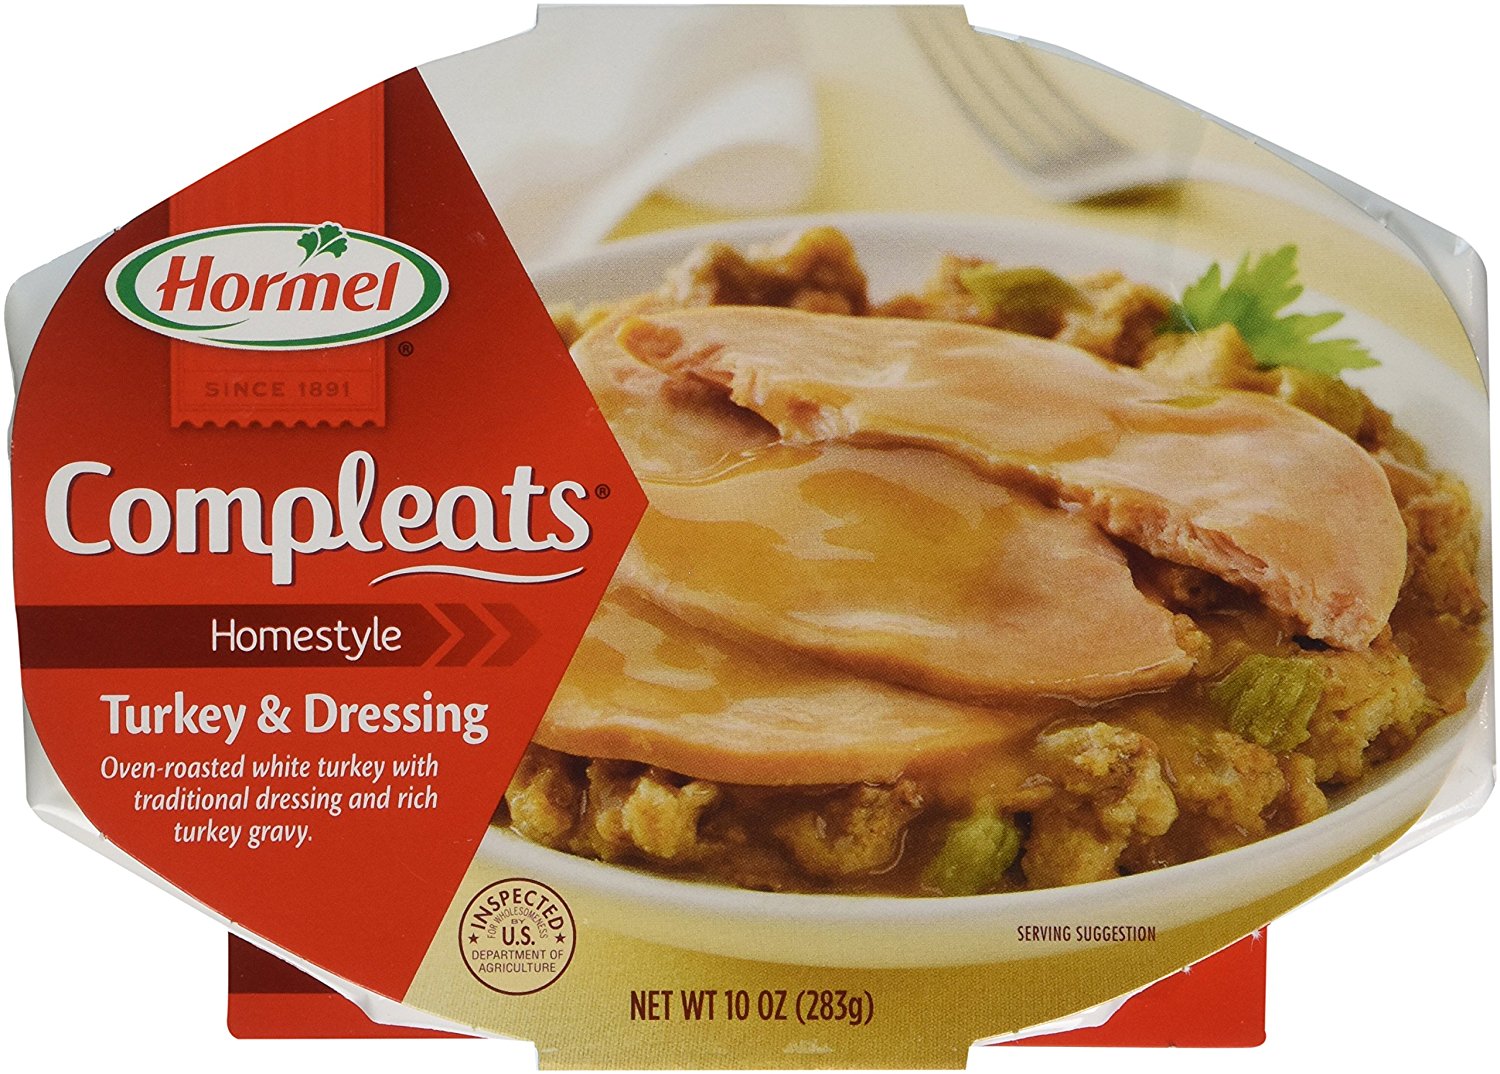 Hormel
®
SINCE 1891
Compleats®
Homestyle
Turkey & Dressing
Oven-roasted white turkey with
traditional dressing and rich
turkey gravy.
INSPECTED
FOR WHOLESOMENESS
BY
U.S.
DEPARTMENT OF
AGRICULTURE
SERVING SUGGESTION
NET WT 10 OZ (283g)